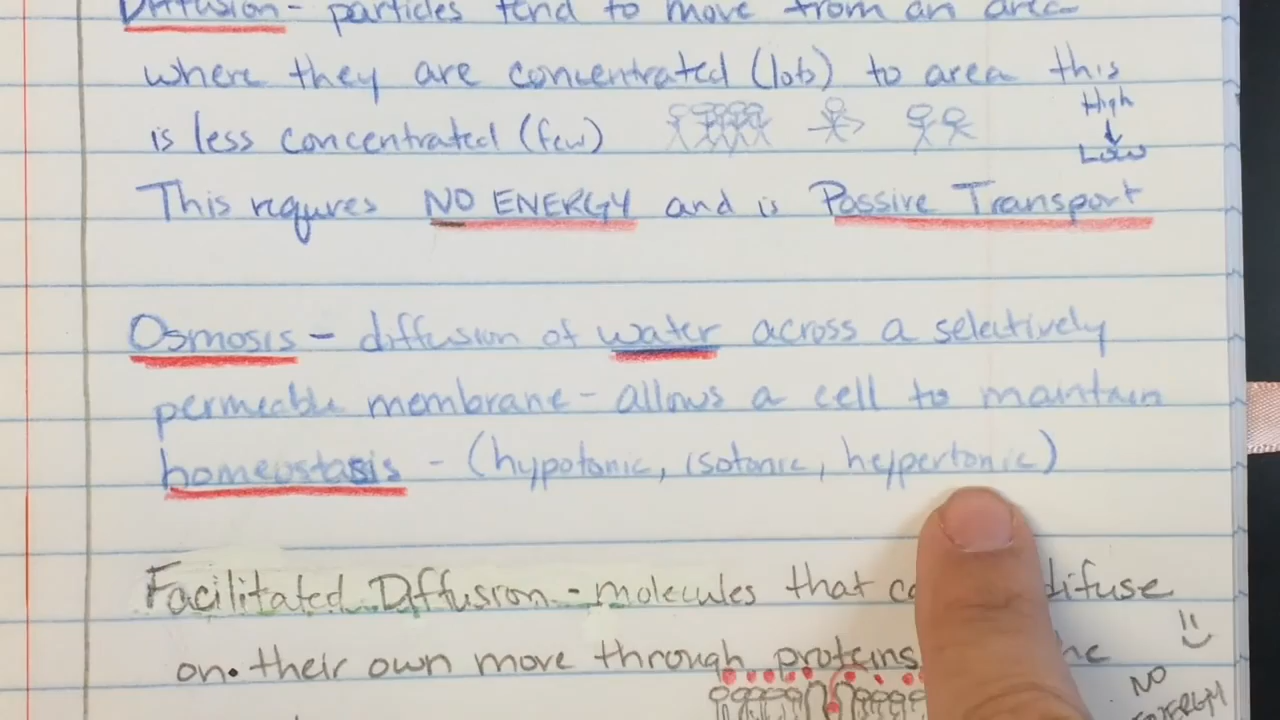 Diffusion - particles tend to move from an area
where they are concentrated (lots) to area this
is less concentrated (few)
High
↓
Low
This requres NO ENERGY and is Passive Transport
Osmosis - diffusion of water across a selectively
permeable membrane - allows a cell to maintain
homeostasis - (hypotonic, isotonic, hypertonic)
Facilitated Diffusion - molecules that difuse
on their own move through proteins
NO
ENERGY